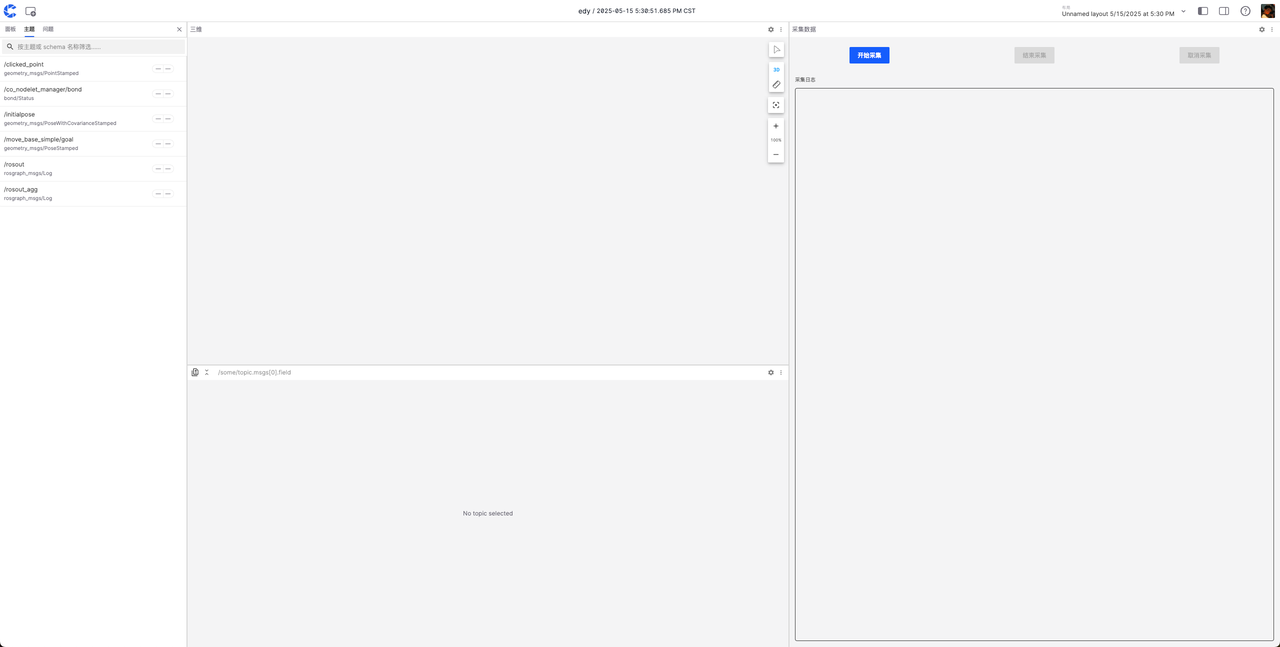 edy / 2025-05-15 5:30:51.685 PM CST
布局
Unnamed layout 5/15/2025 at 5:30 PM
面板 主题 问题
按主题或 schema 名称筛选......
/clicked_point
geometry_msgs/PointStamped
/co_nodelet_manager/bond
bond/Status
/initialpose
geometry_msgs/PoseWithCovarianceStamped
/move_base_simple/goal
geometry_msgs/PoseStamped
/rosout
rosgraph_msgs/Log
/rosout_agg
rosgraph_msgs/Log
三维
3D
100%
/some/topic.msgs[0].field
No topic selected
采集数据
开始采集 结束采集 取消采集
采集日志